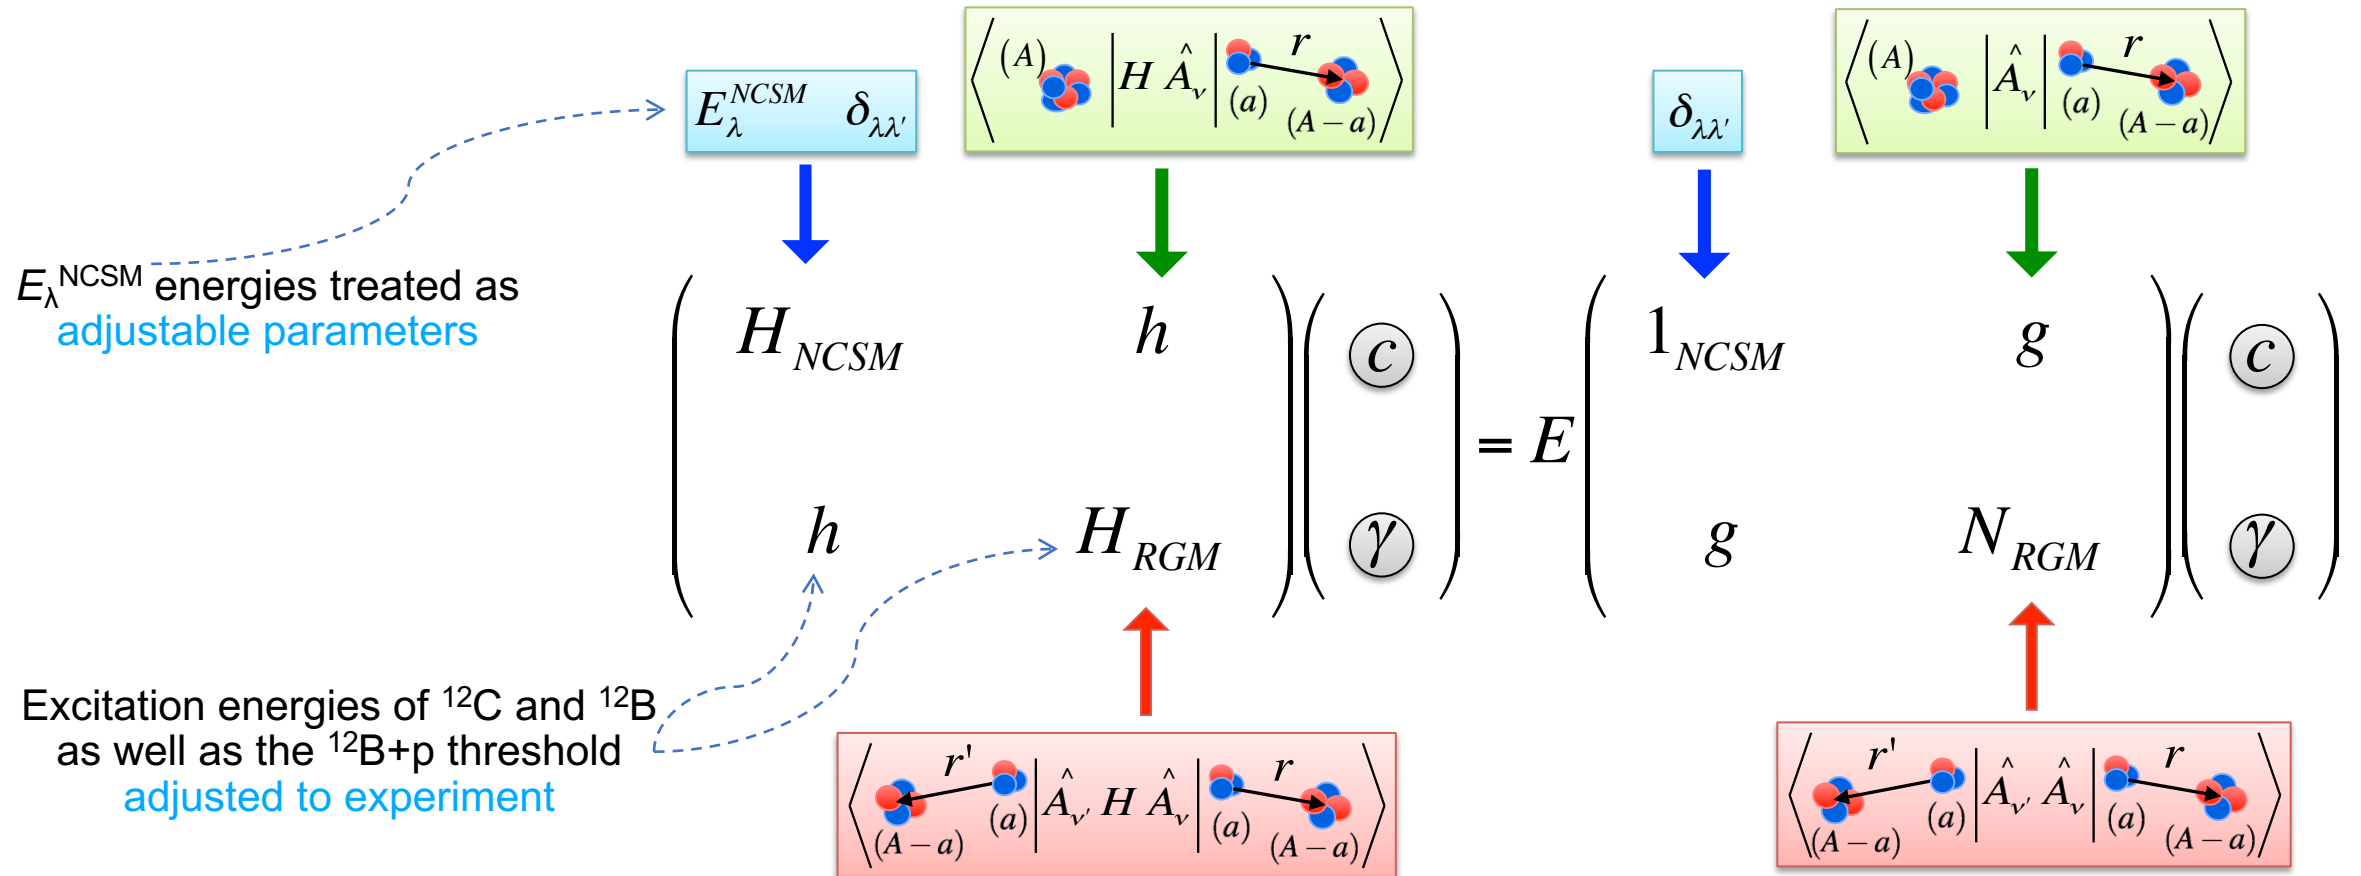 ⟨ (A) | H Â_ν | (a) r (A − a) ⟩
⟨ (A) | Â_ν | (a) r (A − a) ⟩
E_λ^NCSM δ_λλ′
δ_λλ′
E_λ^NCSM energies treated as
adjustable parameters
( H_NCSM h ) ( c ) ( 1_NCSM g ) ( c )
= E
( h H_RGM ) ( γ ) ( g N_RGM ) ( γ )
Excitation energies of ¹²C and ¹²B
as well as the ¹²B+p threshold
adjusted to experiment
⟨ r' (A − a) (a) | Â_ν′ H Â_ν | (a) r (A − a) ⟩
⟨ r' (A − a) (a) | Â_ν′ Â_ν | (a) r (A − a) ⟩